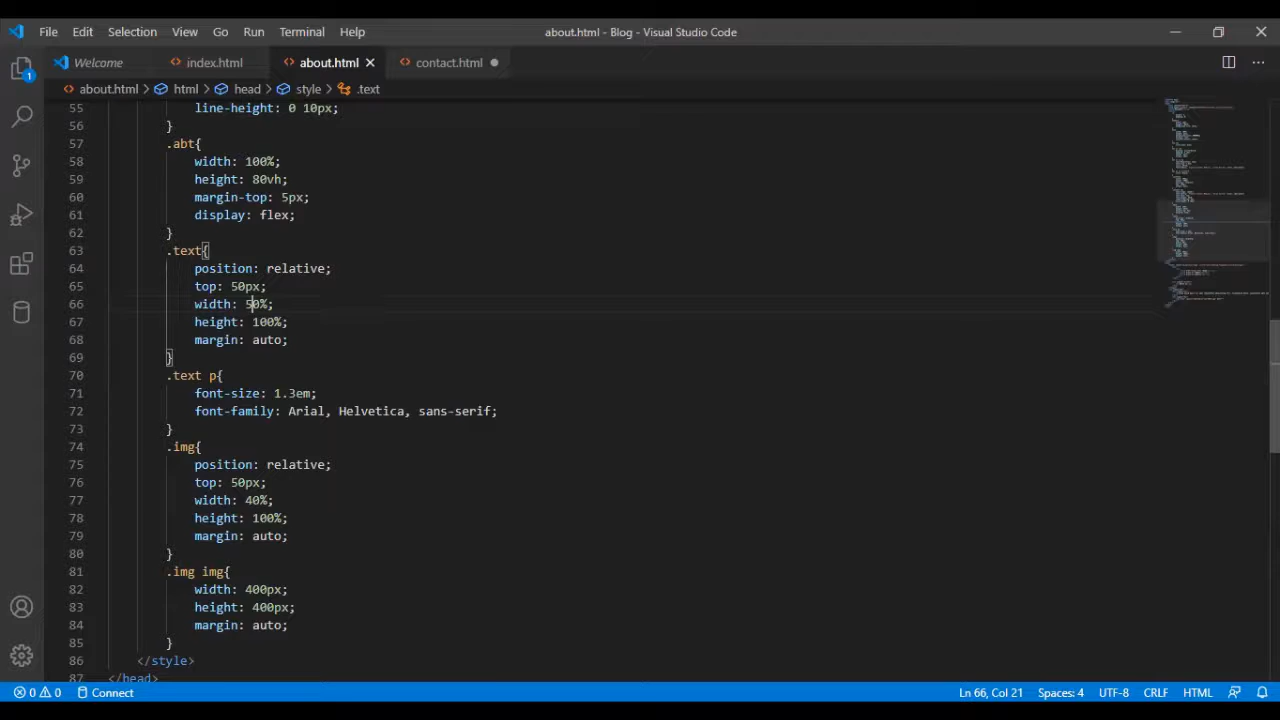 File Edit Selection View Go Run Terminal Help about.html - Blog - Visual Studio Code
Welcome index.html about.html contact.html
about.html > html > head > style > .text
55 line-height: 0 10px;
56 }
57 .abt{
58 width: 100%;
59 height: 80vh;
60 margin-top: 5px;
61 display: flex;
62 }
63 .text{
64 position: relative;
65 top: 50px;
66 width: 50%;
67 height: 100%;
68 margin: auto;
69 }
70 .text p{
71 font-size: 1.3em;
72 font-family: Arial, Helvetica, sans-serif;
73 }
74 .img{
75 position: relative;
76 top: 50px;
77 width: 40%;
78 height: 100%;
79 margin: auto;
80 }
81 .img img{
82 width: 400px;
83 height: 400px;
84 margin: auto;
85 }
86 </style>
87 </head>
1
0 0 Connect Ln 66, Col 21 Spaces: 4 UTF-8 CRLF HTML